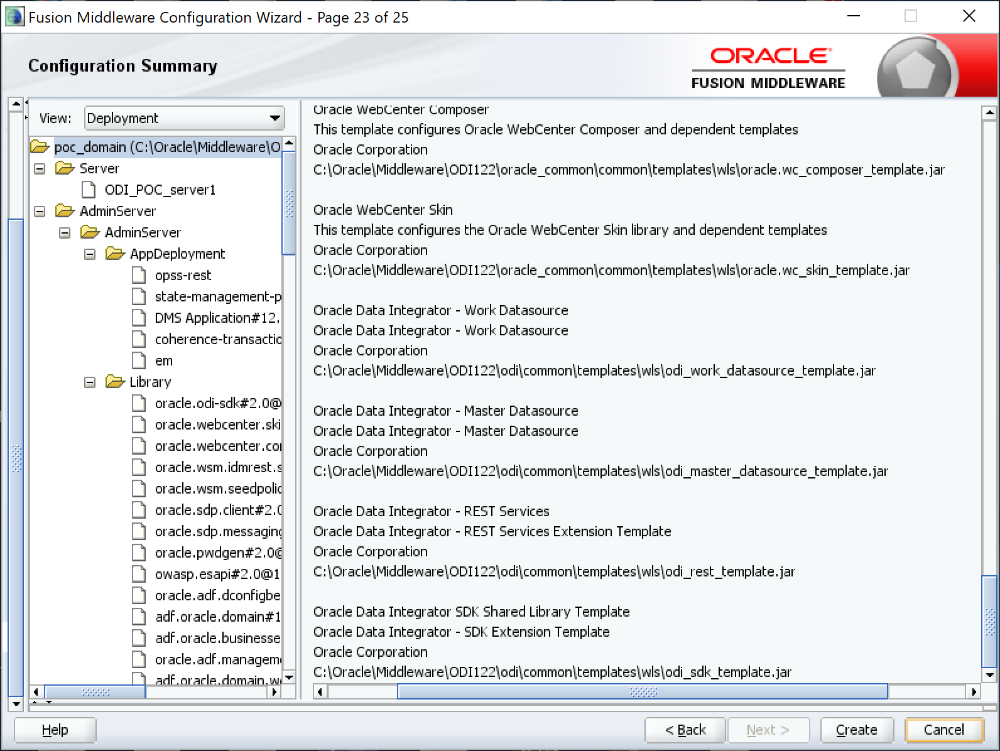 Fusion Middleware Configuration Wizard - Page 23 of 25
Configuration Summary
ORACLE
FUSION MIDDLEWARE
View: Deployment
poc_domain (C:\Oracle\Middleware\O
Server
ODI_POC_server1
AdminServer
AdminServer
AppDeployment
opss-rest
state-management-p
DMS Application#12.
coherence-transactio
em
Library
oracle.odi-sdk#2.0@
oracle.webcenter.ski
oracle.webcenter.co
oracle.wsm.idmrest.s
oracle.wsm.seedpolic
oracle.sdp.client#2.0
oracle.sdp.messaging
oracle.pwdgen#2.0@
owasp.esapi#2.0@1
oracle.adf.dconfigbe
adf.oracle.domain#1
adf.oracle.businesse
oracle.adf.managem
adf.oracle.domain.w
Oracle WebCenter Composer
This template configures Oracle WebCenter Composer and dependent templates
Oracle Corporation
C:\Oracle\Middleware\ODI122\oracle_common\common\templates\wls\oracle.wc_composer_template.jar
Oracle WebCenter Skin
This template configures the Oracle WebCenter Skin library and dependent templates
Oracle Corporation
C:\Oracle\Middleware\ODI122\oracle_common\common\templates\wls\oracle.wc_skin_template.jar
Oracle Data Integrator - Work Datasource
Oracle Data Integrator - Work Datasource
Oracle Corporation
C:\Oracle\Middleware\ODI122\odi\common\templates\wls\odi_work_datasource_template.jar
Oracle Data Integrator - Master Datasource
Oracle Data Integrator - Master Datasource
Oracle Corporation
C:\Oracle\Middleware\ODI122\odi\common\templates\wls\odi_master_datasource_template.jar
Oracle Data Integrator - REST Services
Oracle Data Integrator - REST Services Extension Template
Oracle Corporation
C:\Oracle\Middleware\ODI122\odi\common\templates\wls\odi_rest_template.jar
Oracle Data Integrator SDK Shared Library Template
Oracle Data Integrator - SDK Extension Template
Oracle Corporation
C:\Oracle\Middleware\ODI122\odi\common\templates\wls\odi_sdk_template.jar
Help
< Back
Next >
Create
Cancel